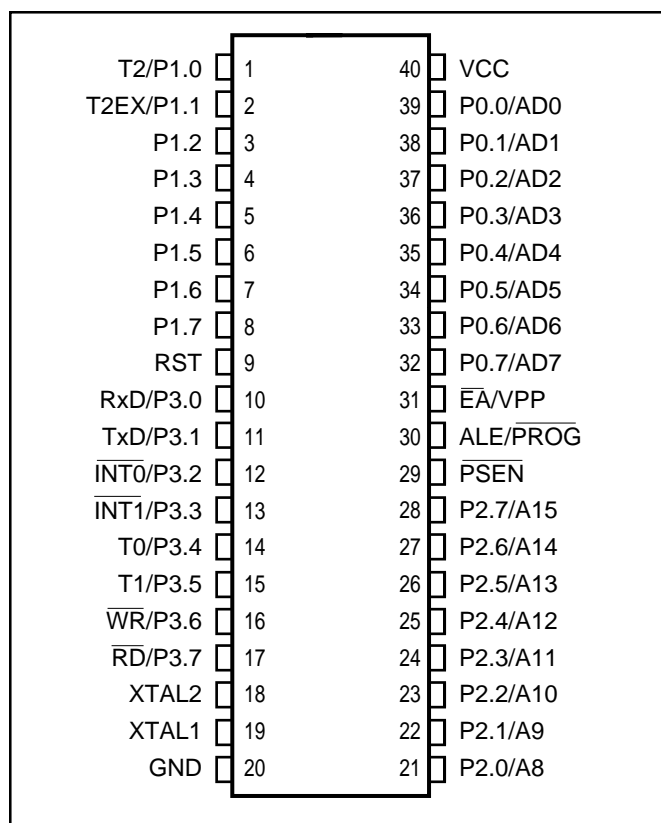 T2/P1.0 1 40 VCC
T2EX/P1.1 2 39 P0.0/AD0
P1.2 3 38 P0.1/AD1
P1.3 4 37 P0.2/AD2
P1.4 5 36 P0.3/AD3
P1.5 6 35 P0.4/AD4
P1.6 7 34 P0.5/AD5
P1.7 8 33 P0.6/AD6
RST 9 32 P0.7/AD7
RxD/P3.0 10 31 E̅A̅/VPP
TxD/P3.1 11 30 ALE/P̅R̅O̅G̅
I̅N̅T̅0̅/P3.2 12 29 P̅S̅E̅N̅
I̅N̅T̅1̅/P3.3 13 28 P2.7/A15
T0/P3.4 14 27 P2.6/A14
T1/P3.5 15 26 P2.5/A13
W̅R̅/P3.6 16 25 P2.4/A12
R̅D̅/P3.7 17 24 P2.3/A11
XTAL2 18 23 P2.2/A10
XTAL1 19 22 P2.1/A9
GND 20 21 P2.0/A8